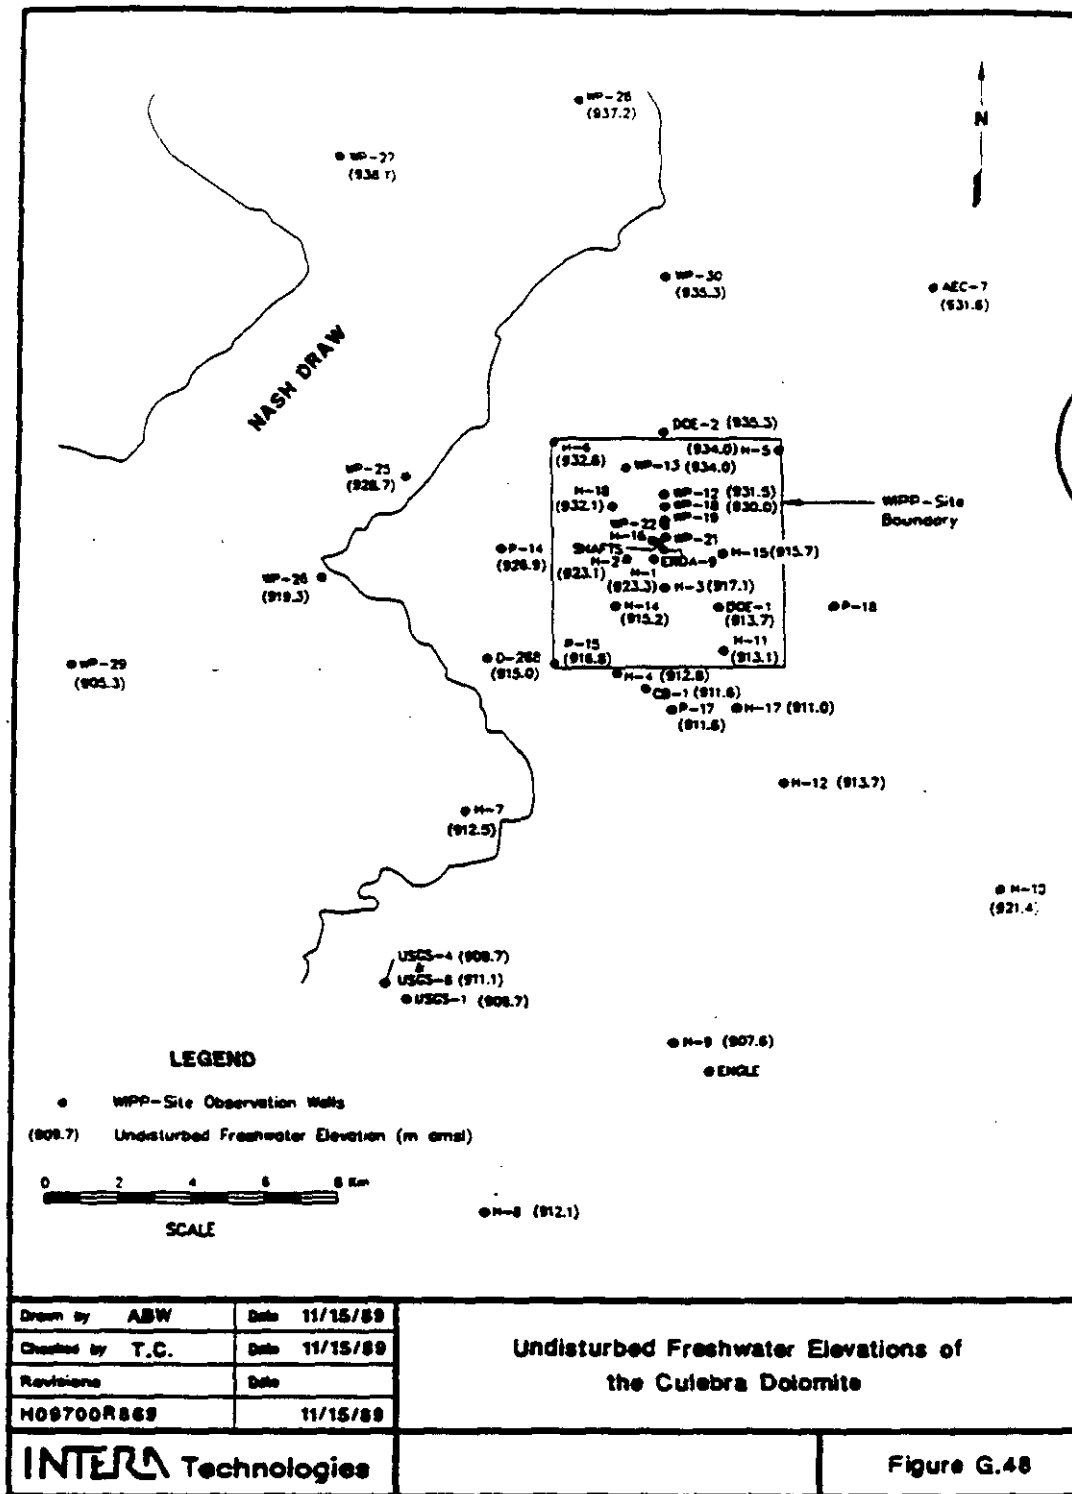 WP-28
(937.2)
N
WP-27
(938.1)
WP-30
(935.3)
AEC-7
(931.6)
NASH DRAW
DOE-2 (935.3)
H-6
(932.6)
(934.0) H-5
WP-13 (934.0)
WP-25
(928.7)
H-18
(932.1)
WP-12 (931.5)
WP-18 (930.0)
WP-19
WP-22
WP-21
H-16
SHAFTS
WIPP-Site
Boundary
P-14
(926.9)
H-2
(923.1)
H-1
(923.3)
ERDA-9
H-15 (915.7)
WP-26
(919.3)
H-3 (917.1)
H-14
(915.2)
DOE-1
(913.7)
P-18
WP-29
(905.3)
D-268
(915.0)
P-15
(916.8)
H-11
(913.1)
H-4 (912.8)
CB-1 (911.6)
P-17
(911.6)
H-17 (911.0)
H-12 (913.7)
H-7
(912.5)
H-10
(921.4)
USGS-4 (909.7)
&
USGS-8 (911.1)
USGS-1 (909.7)
H-9 (907.6)
ENGLE
LEGEND
WIPP-Site Observation Wells
(909.7) Undisturbed Freshwater Elevation (m amsl)
0 2 4 6 8 Km
SCALE
H-8 (912.1)
Drawn by ABW Date 11/15/89
Checked by T.C. Date 11/15/89
Revisions Date
H09700R869 11/15/89
Undisturbed Freshwater Elevations of
the Culebra Dolomite
INTERA Technologies
Figure G.48